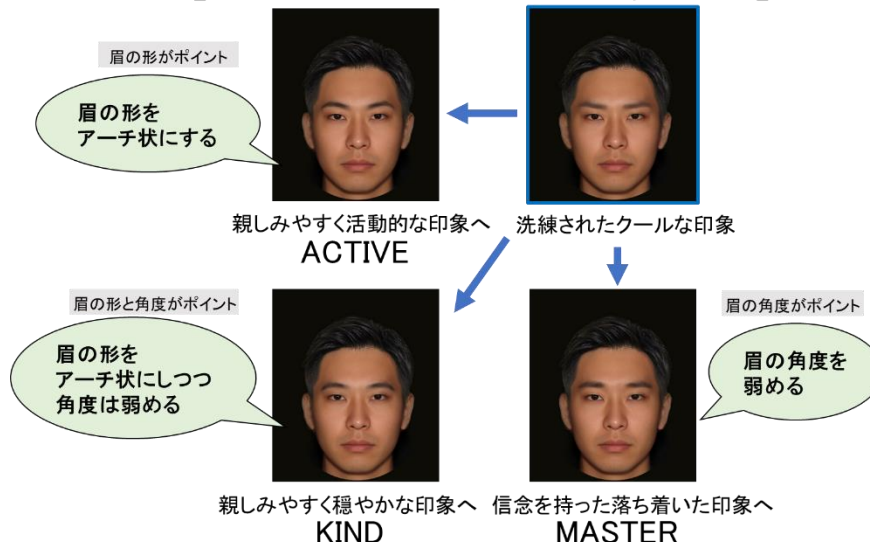 眉の形がポイント
眉の形を
アーチ状にする
親しみやすく活動的な印象へ
ACTIVE
洗練されたクールな印象
眉の形と角度がポイント
眉の形を
アーチ状にしつつ
角度は弱める
親しみやすく穏やかな印象へ
KIND
眉の角度がポイント
眉の角度を
弱める
信念を持った落ち着いた印象へ
MASTER